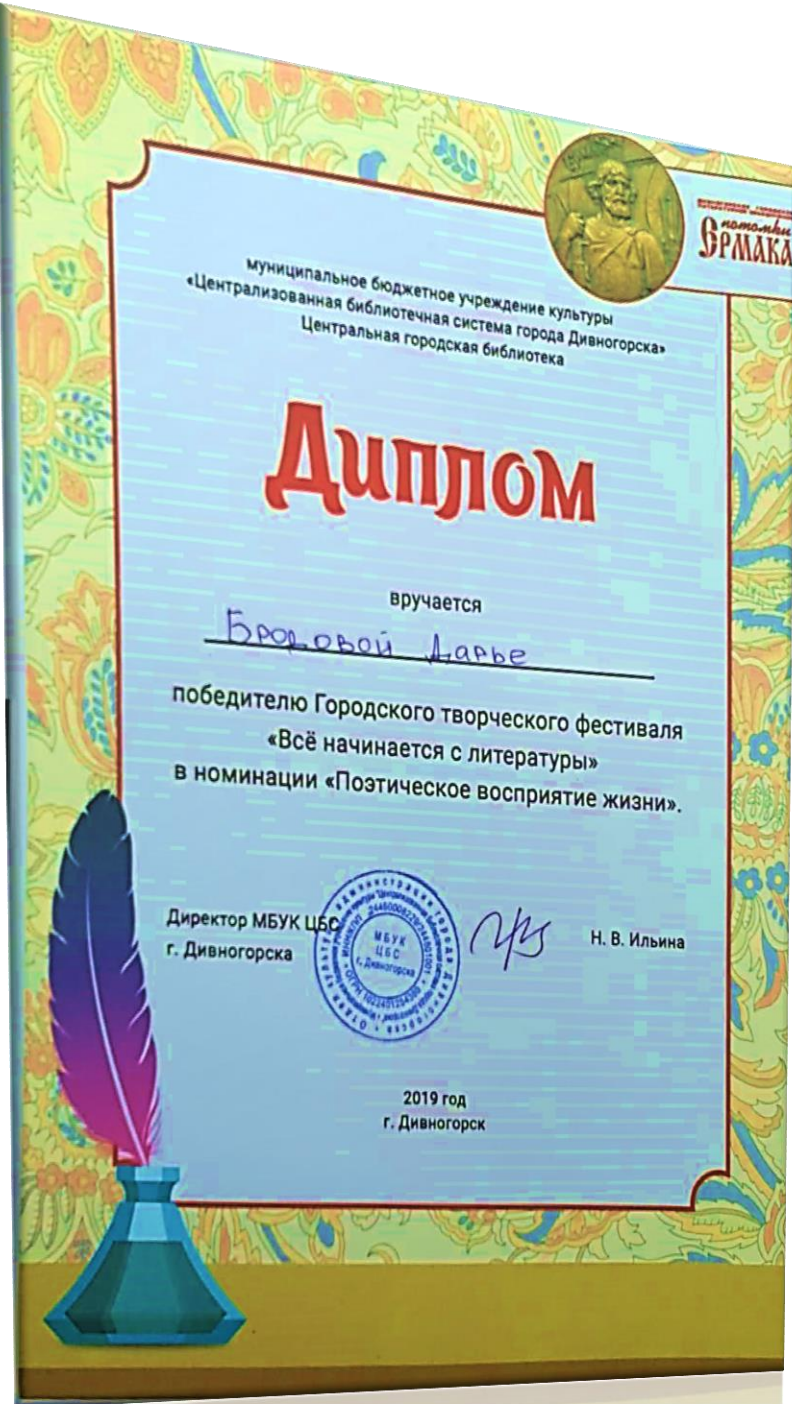 потомки
ЕРМАКА
муниципальное бюджетное учреждение культуры
«Централизованная библиотечная система города Дивногорска»
Центральная городская библиотека
Диплом
вручается
Бродовой Дарье
победителю Городского творческого фестиваля
«Всё начинается с литературы»
в номинации «Поэтическое восприятие жизни».
Директор МБУК ЦБС
г. Дивногорска
МБУК
ЦБС
г. Дивногорска
Н. В. Ильина
2019 год
г. Дивногорск